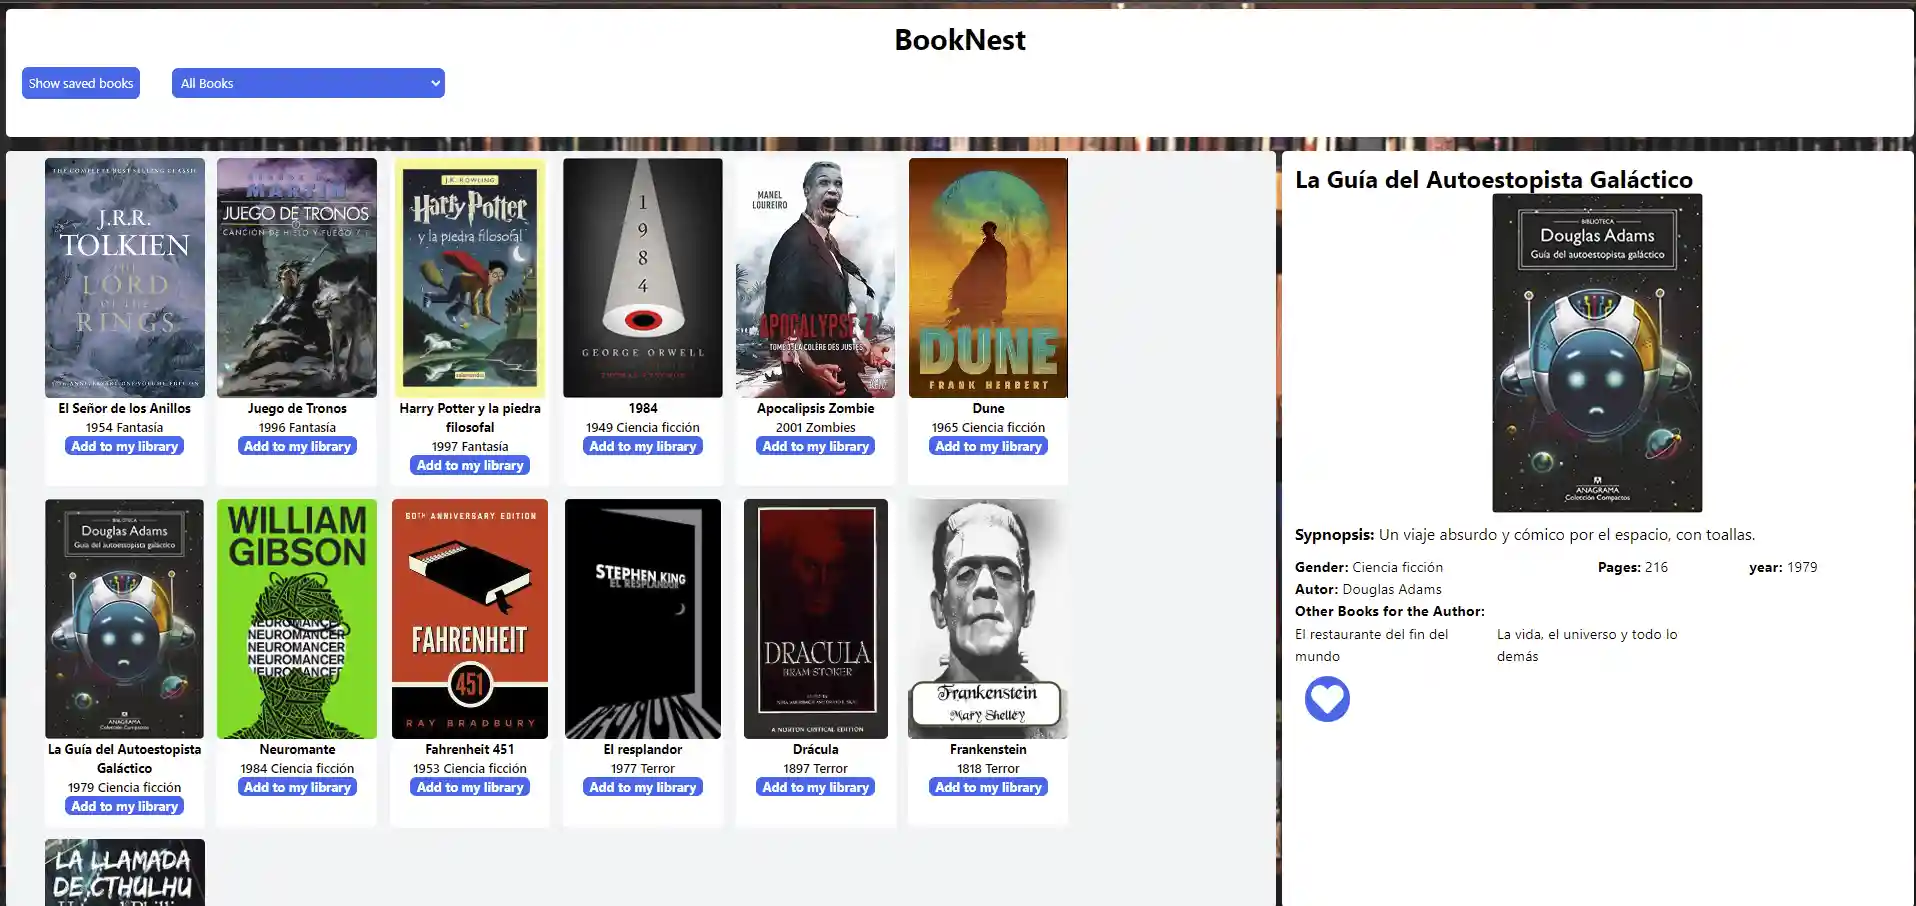 BookNest
Show saved books
All Books
THE COMPLETE BEST SELLING CLASSIC
J.R.R.
TOLKIEN
THE
LORD
OF THE
RINGS
El Señor de los Anillos
1954 Fantasía
Add to my library
MARTIN
JUEGO DE TRONOS
CANCION DE HIELO Y FUEGO
Juego de Tronos
1996 Fantasía
Add to my library
J.K. ROWLING
Harry Potter
y la piedra filosofal
salamandra
Harry Potter y la piedra
filosofal
1997 Fantasía
Add to my library
1
9
8
4
GEORGE ORWELL
1984
1949 Ciencia ficción
Add to my library
MANEL
LOUREIRO
APOCALYPSE Z
LA COLÈRE DES JUSTES
Apocalipsis Zombie
2001 Zombies
Add to my library
DUNE
FRANK HERBERT
Dune
1965 Ciencia ficción
Add to my library
BIBLIOTECA
Douglas Adams
Guía del autoestopista galáctico
ANAGRAMA
Colección Compactos
La Guía del Autoestopista
Galáctico
1979 Ciencia ficción
Add to my library
WILLIAM
GIBSON
NEUROMANCER
NEUROMANCER
NEUROMANCER
NEUROMANCER
NEUROMANCER
Neuromante
1984 Ciencia ficción
Add to my library
60TH ANNIVERSARY EDITION
FAHRENHEIT
451
RAY BRADBURY
Fahrenheit 451
1953 Ciencia ficción
Add to my library
STEPHEN KING
EL RESPLANDOR
El resplandor
1977 Terror
Add to my library
DRACULA
BRAM STOKER
A NORTON CRITICAL EDITION
Drácula
1897 Terror
Add to my library
Frankenstein
Mary Shelley
Frankenstein
1818 Terror
Add to my library
LA LLAMADA
DE CTHULHU
La Guía del Autoestopista Galáctico
BIBLIOTECA
Douglas Adams
Guía del autoestopista galáctico
ANAGRAMA
Colección Compactos
Sypnopsis: Un viaje absurdo y cómico por el espacio, con toallas.
Gender: Ciencia ficción Pages: 216 year: 1979
Autor: Douglas Adams
Other Books for the Author:
El restaurante del fin del
mundo
La vida, el universo y todo lo
demás